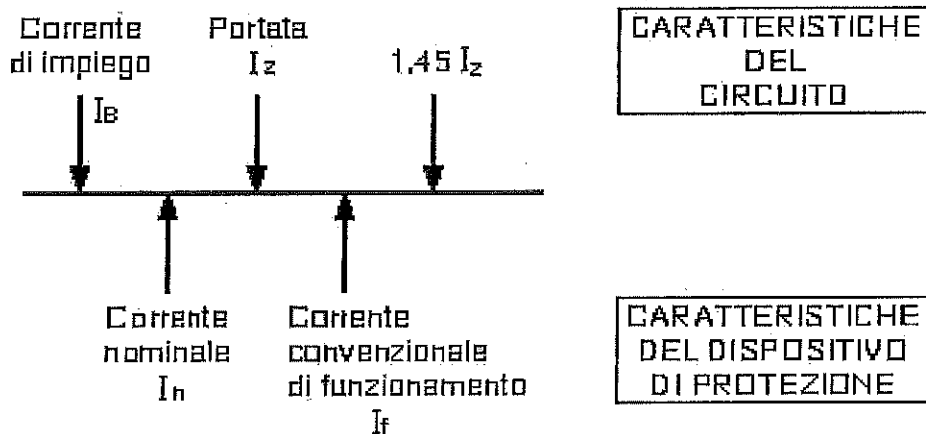 Corrente
di impiego
IB
Portata
Iz
1.45 Iz
CARATTERISTICHE
DEL
CIRCUITO
Corrente
nominale
In
Corrente
convenzionale
di funzionamento
If
CARATTERISTICHE
DEL DISPOSITIVO
DI PROTEZIONE